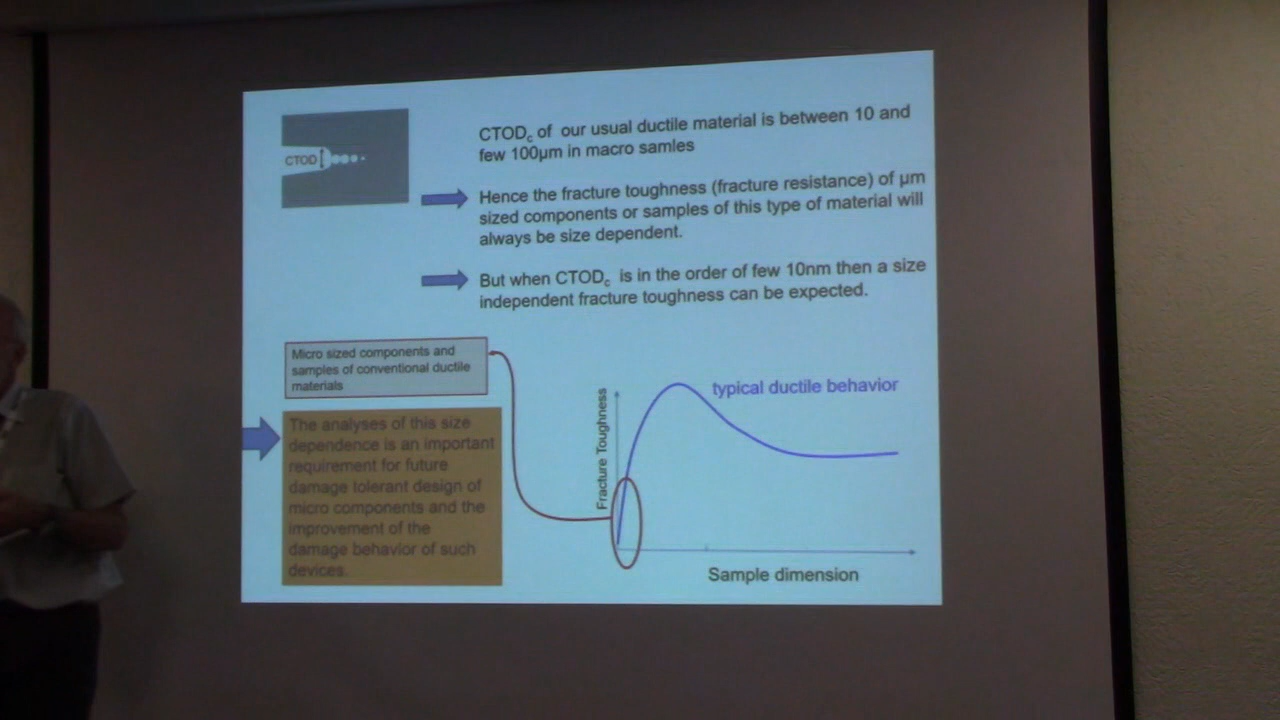 CTOD
CTODc of our usual ductile material is between 10 and
few 100µm in macro samles
Hence the fracture toughness (fracture resistance) of µm
sized components or samples of this type of material will
always be size dependent.
But when CTODc is in the order of few 10nm then a size
independent fracture toughness can be expected.
Micro sized components and
samples of conventional ductile
materials
The analyses of this size
dependence is an important
requirement for future
damage tolerant design of
micro components and the
improvement of the
damage behavior of such
devices.
Fracture Toughness
typical ductile behavior
Sample dimension